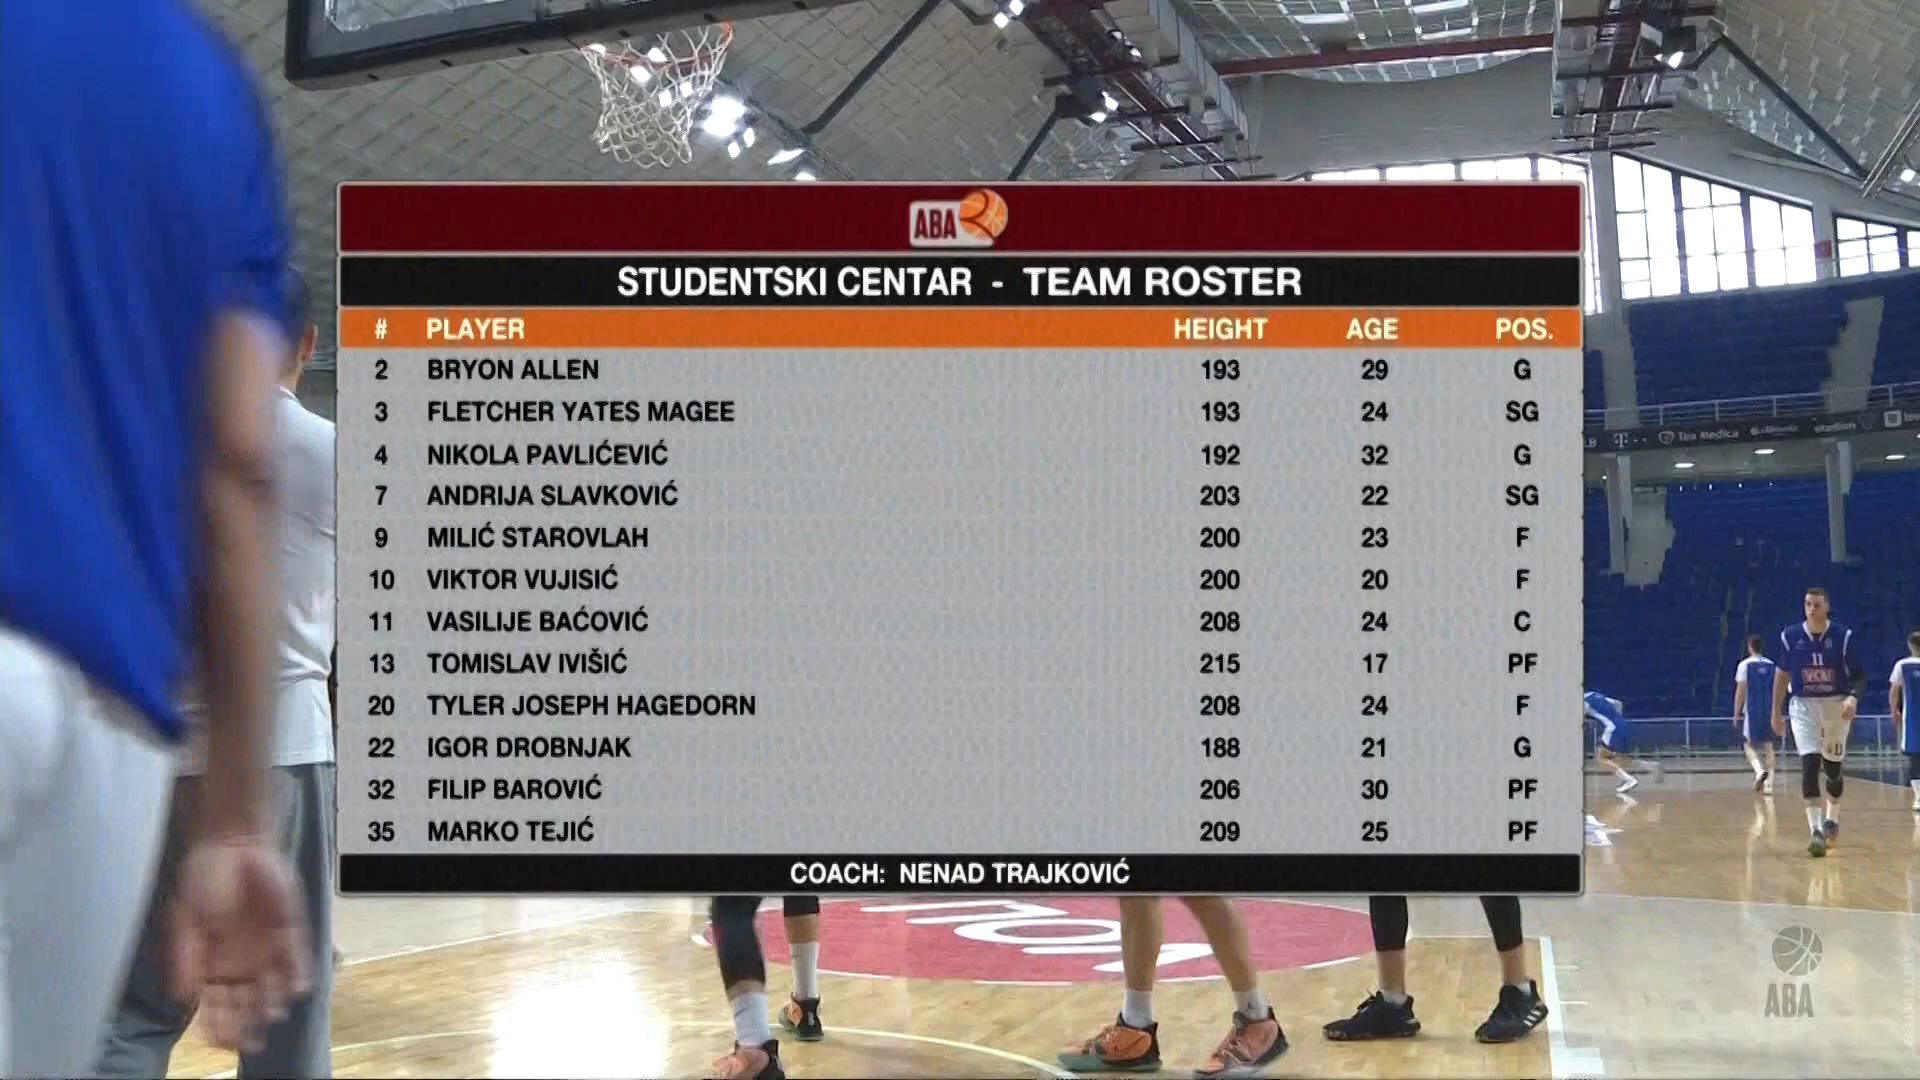 ABA 2
STUDENTSKI CENTAR - TEAM ROSTER
# PLAYER HEIGHT AGE POS.
2 BRYON ALLEN 193 29 G
3 FLETCHER YATES MAGEE 193 24 SG
4 NIKOLA PAVLIĆEVIĆ 192 32 G
7 ANDRIJA SLAVKOVIĆ 203 22 SG
9 MILIĆ STAROVLAH 200 23 F
10 VIKTOR VUJISIĆ 200 20 F
11 VASILIJE BAĆOVIĆ 208 24 C
13 TOMISLAV IVIŠIĆ 215 17 PF
20 TYLER JOSEPH HAGEDORN 208 24 F
22 IGOR DROBNJAK 188 21 G
32 FILIP BAROVIĆ 206 30 PF
35 MARKO TEJIĆ 209 25 PF
COACH: NENAD TRAJKOVIĆ
11
ABA